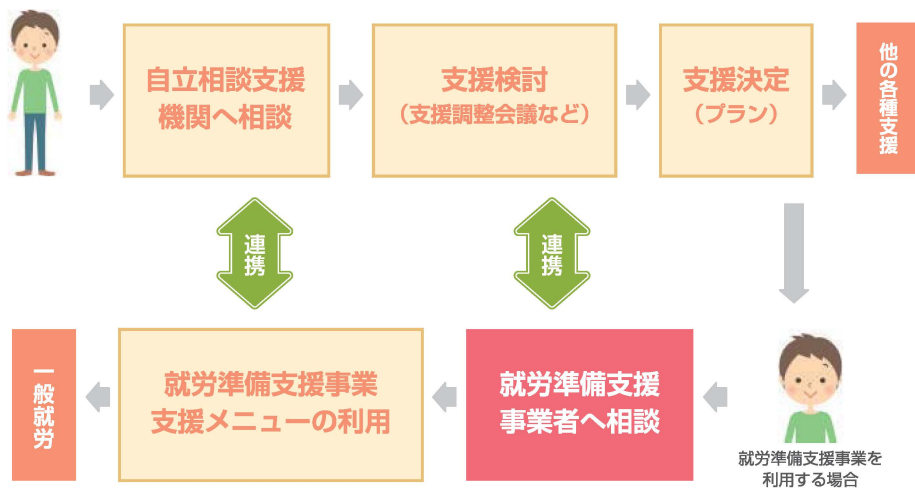 自立相談支援
機関へ相談
支援検討
（支援調整会議など）
支援決定
（プラン）
他の各種支援
連携
連携
一般就労
就労準備支援事業
支援メニューの利用
就労準備支援
事業者へ相談
就労準備支援事業を
利用する場合